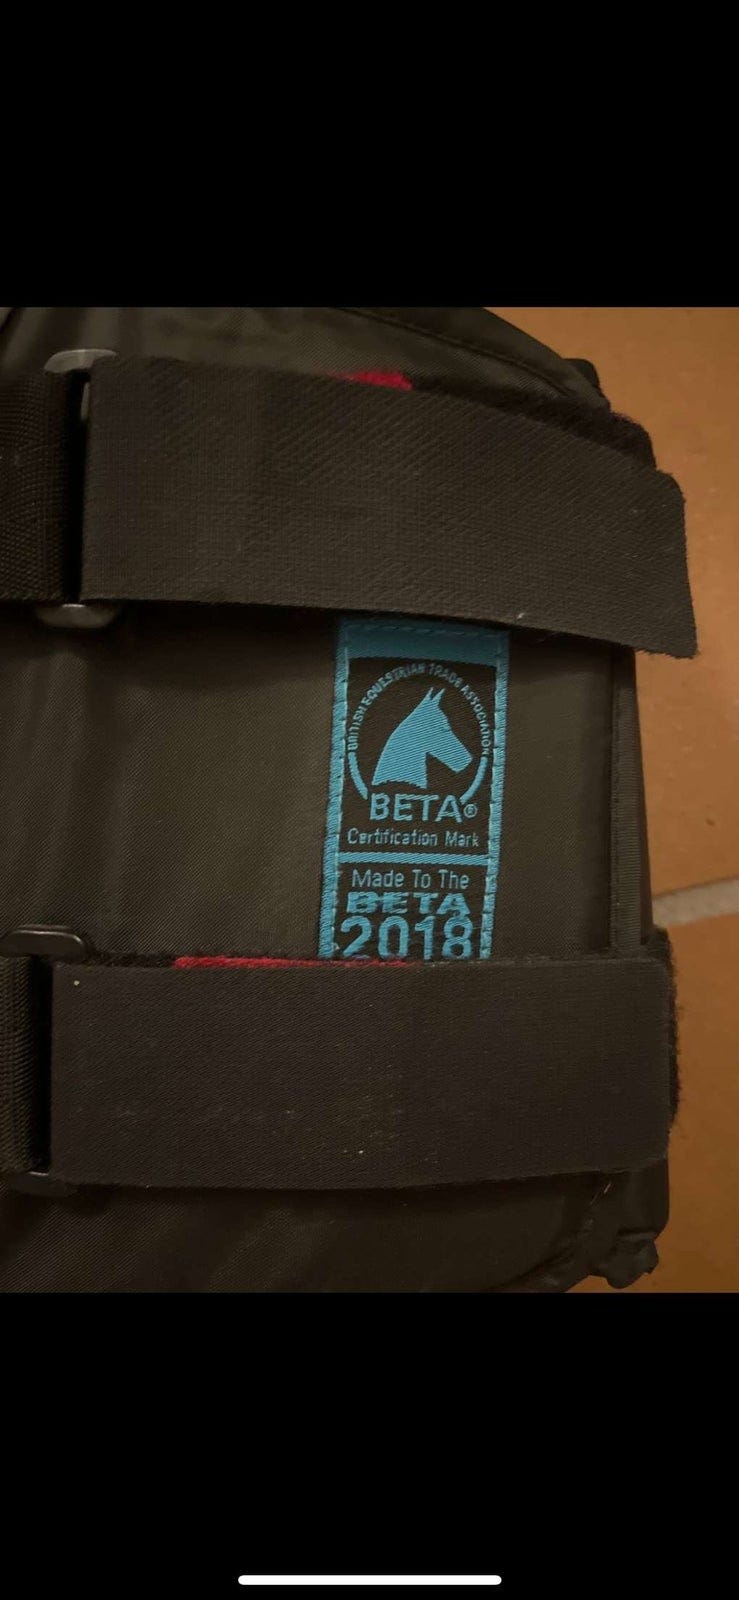 BRITISH EQUESTRIAN TRADE ASSOCIATION
BETA®
Certification Mark
Made To The
BETA
2018